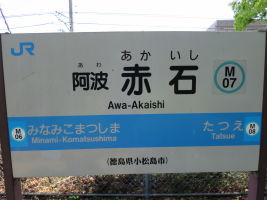 JR
あわ あか いし
阿波 赤石
Awa-Akaishi
M
07
M
06
みなみこまつしま
Minami-Komatsushima
たつえ
Tatsue
M
08
(徳島県小松島市)